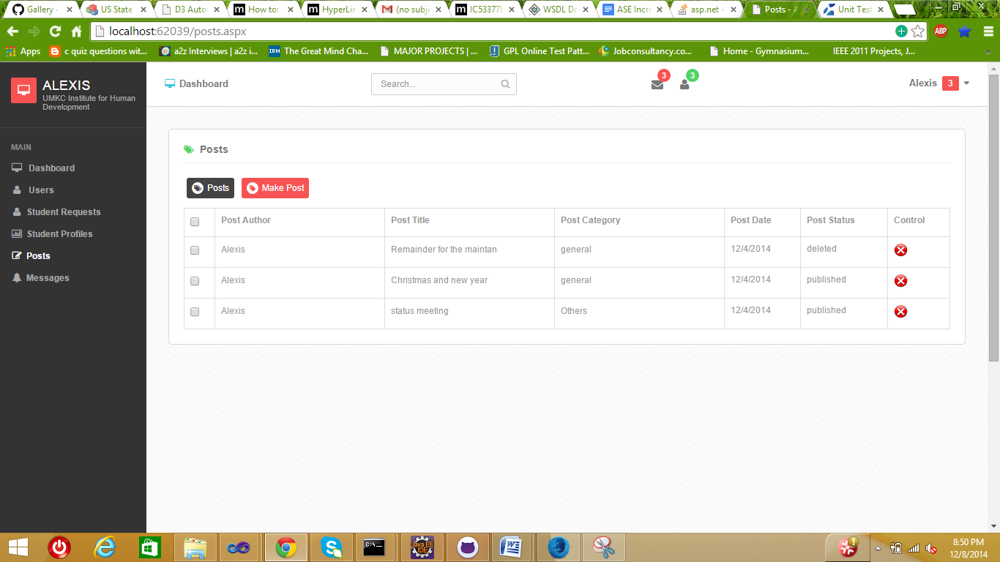 Gallery - US State D3 Auto How to: HyperLin (no subje IC533778 WSDL Do ASE Incre asp.net - Posts - A Unit Test
localhost:62039/posts.aspx ABP
Apps c quiz questions wit... a2z Interviews | a2z i... IBM The Great Mind Cha... MAJOR PROJECTS | ... GPL Online Test Patt... Jobconsultancy.co... Home - Gymnasium... IEEE 2011 Projects, J... »
ALEXIS
UMKC Institute for Human
Development
Dashboard Search... 3 3 Alexis 3
MAIN
Dashboard
Users
Student Requests
Student Profiles
Posts
Messages
Posts
Posts Make Post
Post Author Post Title Post Category Post Date Post Status Control
Alexis Remainder for the maintan general 12/4/2014 deleted
Alexis Christmas and new year general 12/4/2014 published
Alexis status meeting Others 12/4/2014 published
C:\. Java EE
IDE
8:50 PM
12/8/2014